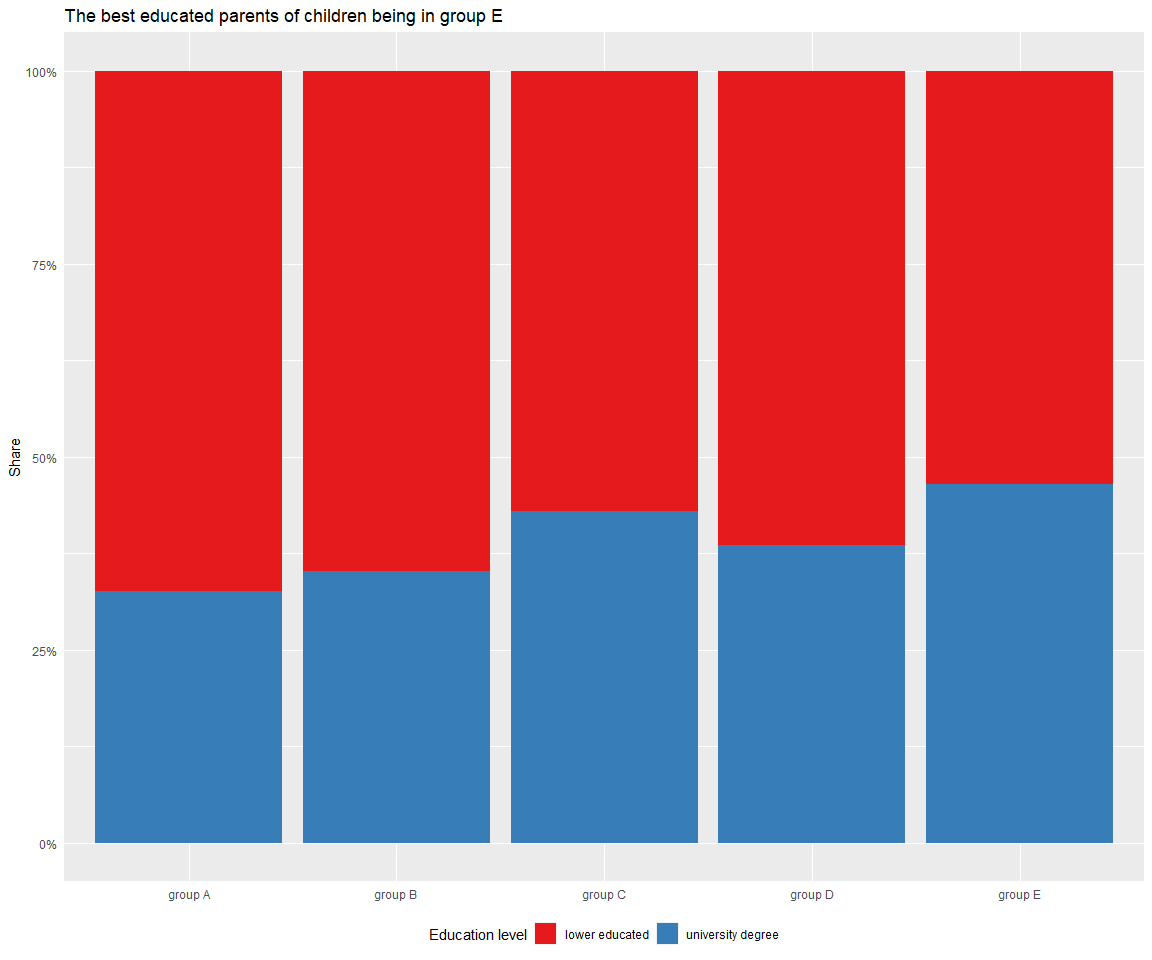 The best educated parents of children being in group E
100%
75%
50%
25%
0%
Share
group A group B group C group D group E
Education level lower educated university degree